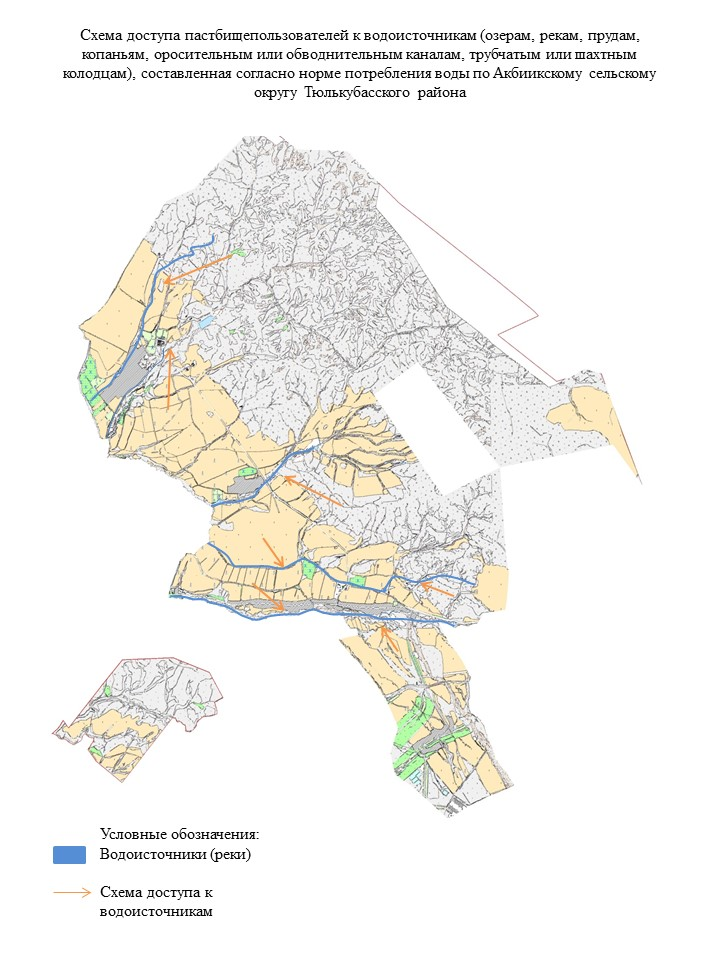 Схема доступа пастбищепользователей к водоисточникам (озерам, рекам, прудам,
копаньям, оросительным или обводнительным каналам, трубчатым или шахтным
колодцам), составленная согласно норме потребления воды по Акбиикскому сельскому
округу Тюлькубасского района
Условные обозначения:
Водоисточники (реки)
Схема доступа к
водоисточникам